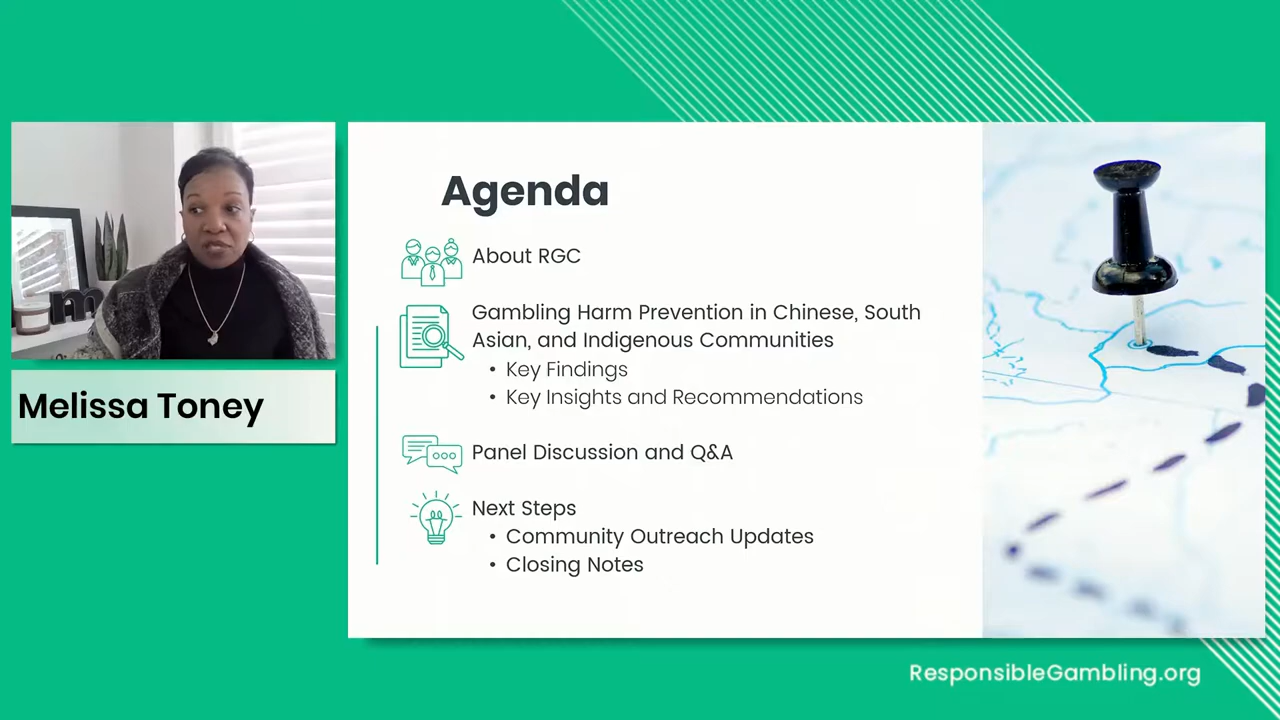 Melissa Toney
Agenda
About RGC
Gambling Harm Prevention in Chinese, South
Asian, and Indigenous Communities
• Key Findings
• Key Insights and Recommendations
Panel Discussion and Q&A
Next Steps
• Community Outreach Updates
• Closing Notes
ResponsibleGambling.org